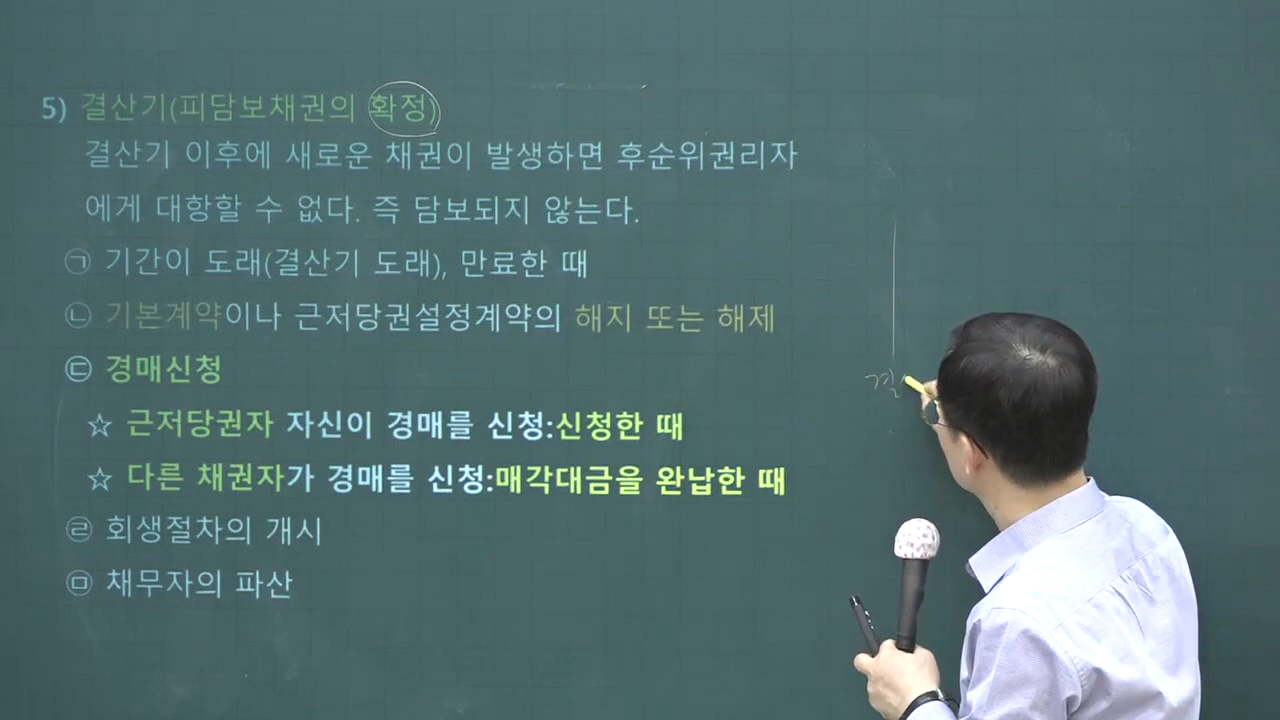 5) 결산기(피담보채권의 확정)
결산기 이후에 새로운 채권이 발생하면 후순위권리자
에게 대항할 수 없다. 즉 담보되지 않는다.
㉠ 기간이 도래(결산기 도래), 만료한 때
㉡ 기본계약이나 근저당권설정계약의 해지 또는 해제
㉢ 경매신청
☆ 근저당권자 자신이 경매를 신청:신청한 때
☆ 다른 채권자가 경매를 신청:매각대금을 완납한 때
㉣ 회생절차의 개시
㉤ 채무자의 파산